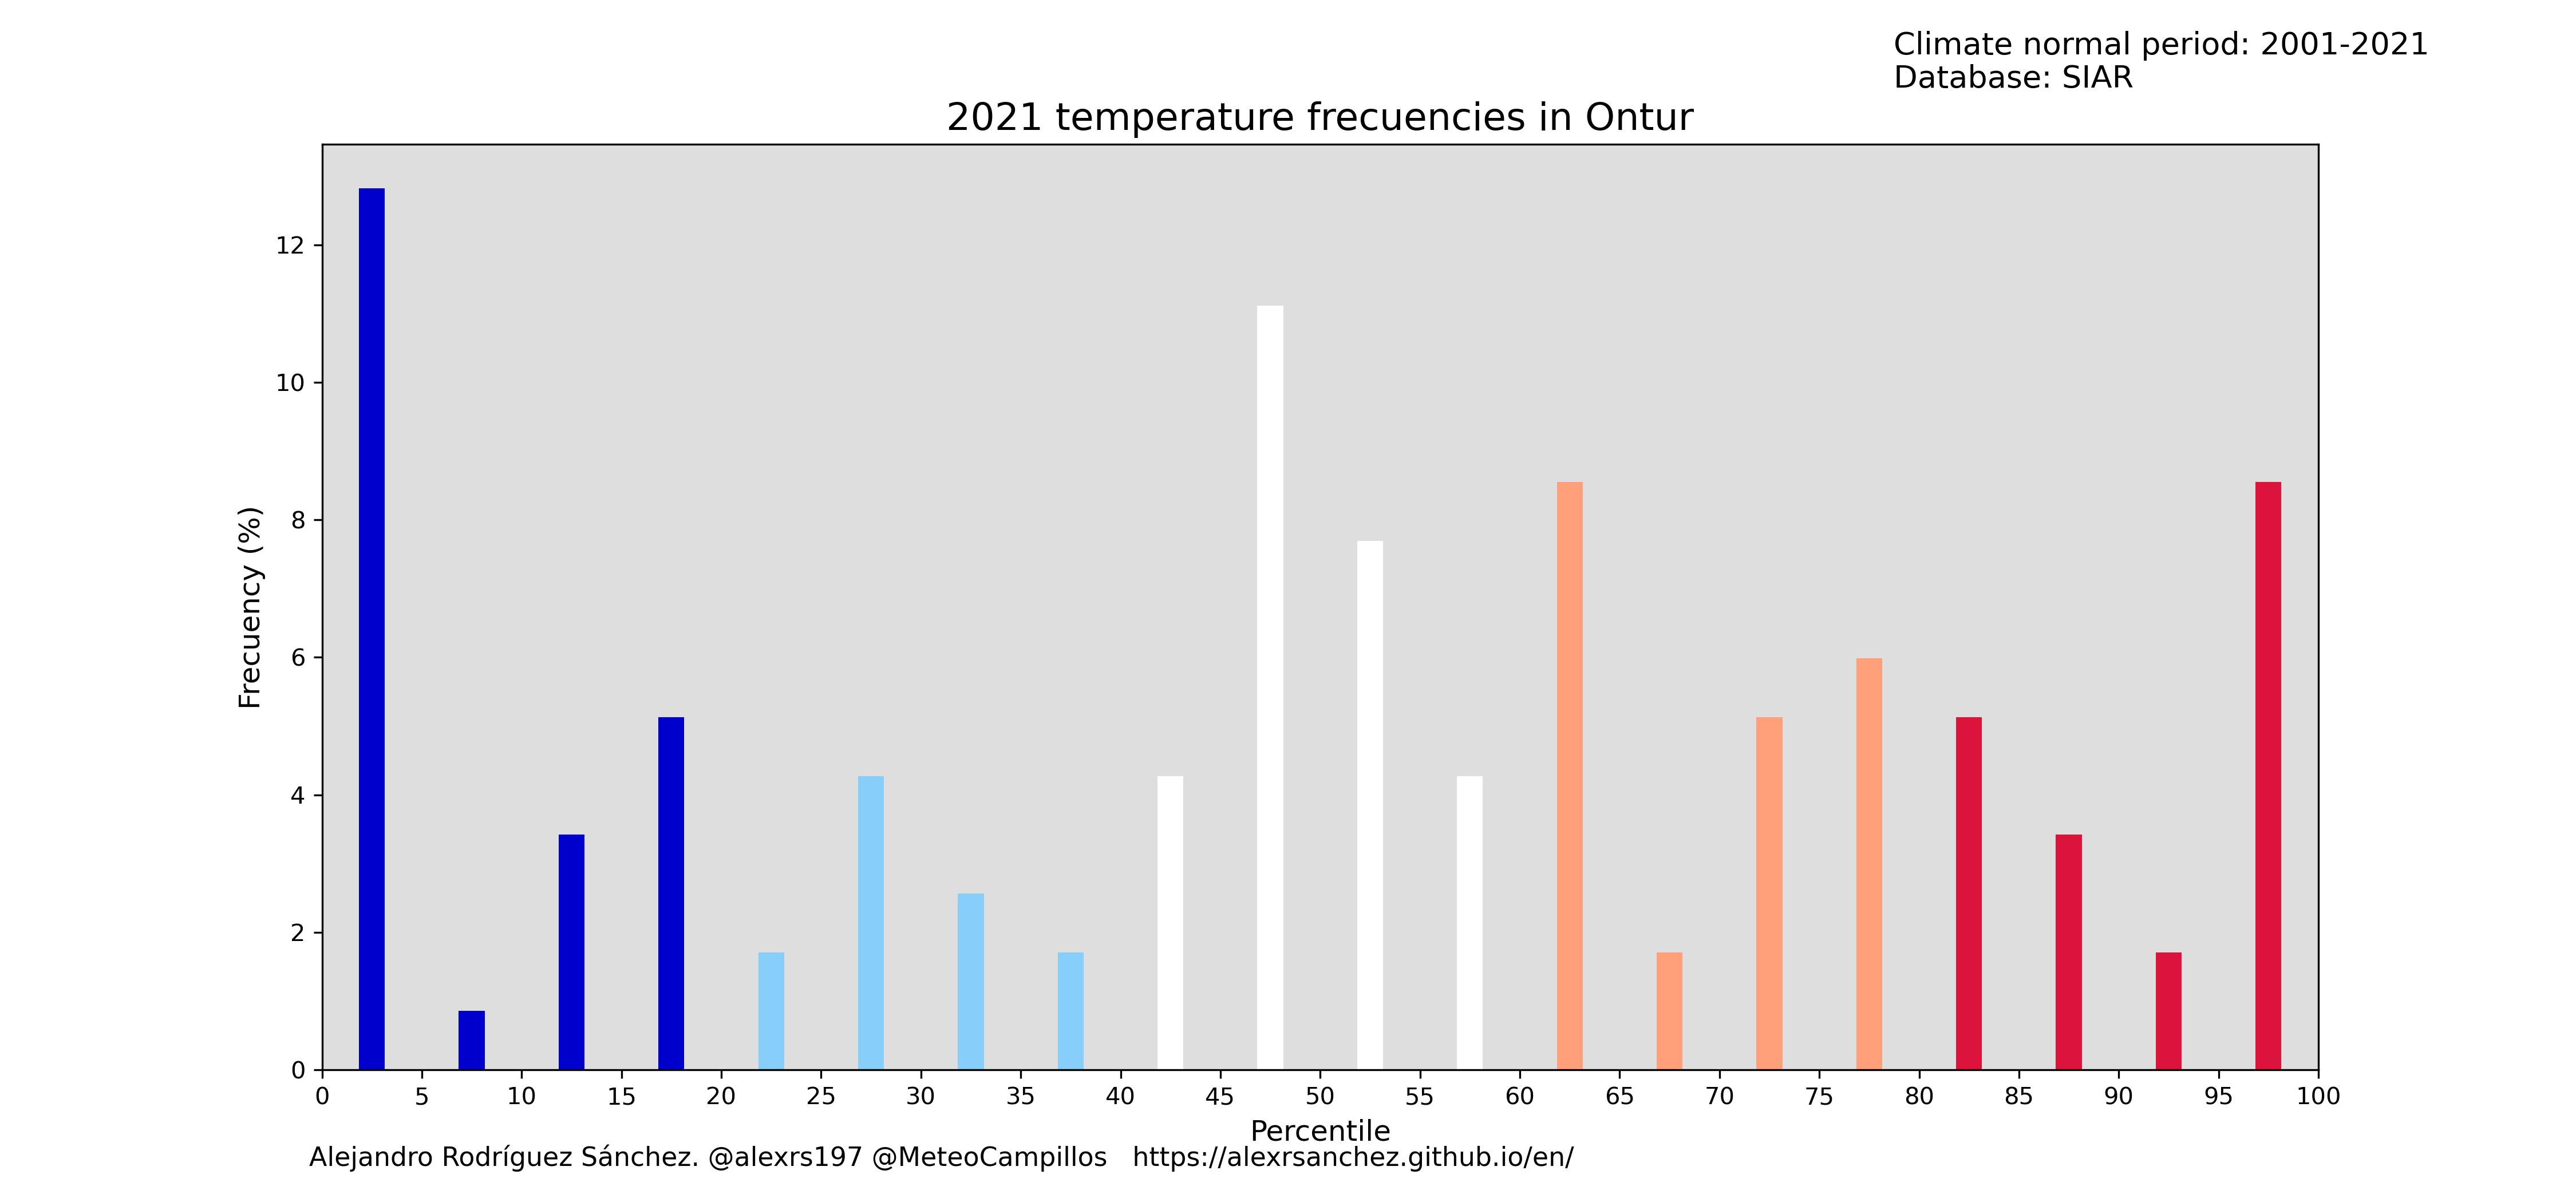 Climate normal period: 2001-2021
Database: SIAR
2021 temperature frecuencies in Ontur
Frecuency (%)
12
10
8
6
4
2
0
0 5 10 15 20 25 30 35 40 45 50 55 60 65 70 75 80 85 90 95 100
Percentile
Alejandro Rodríguez Sánchez. @alexrs197 @MeteoCampillos https://alexrsanchez.github.io/en/